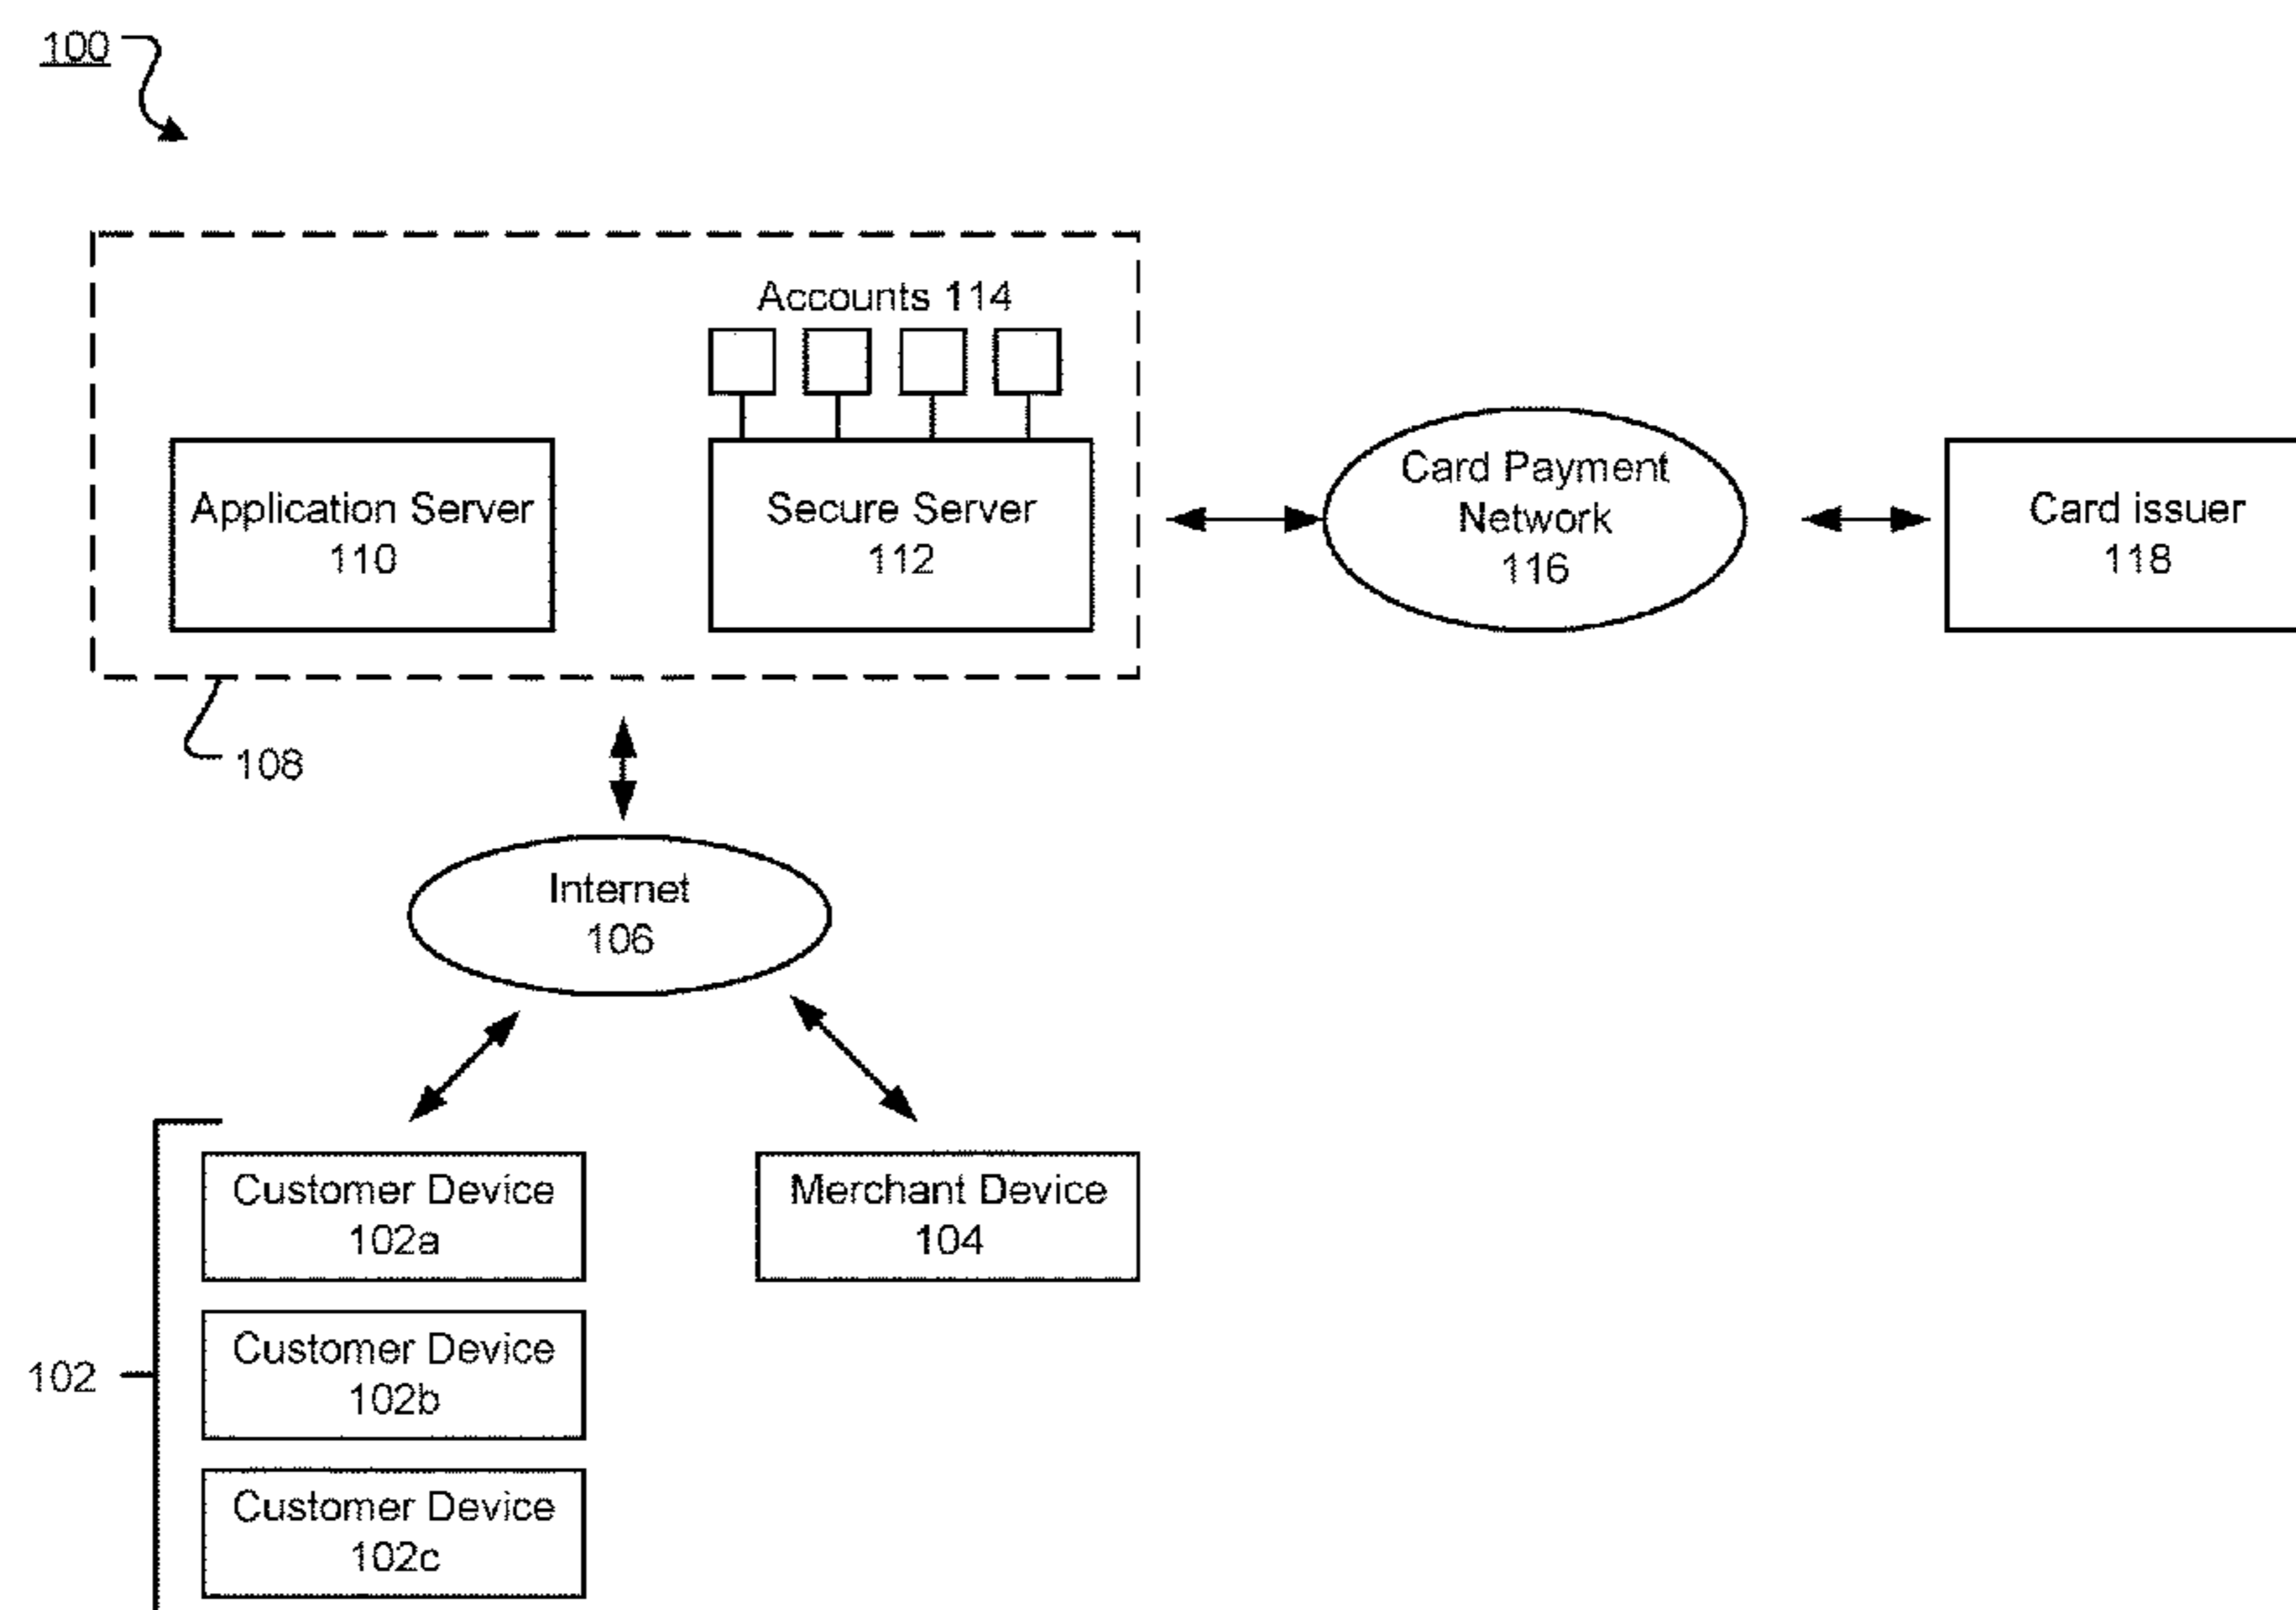 100
Accounts 114
Application Server
110
Secure Server
112
Card Payment
Network
116
Card issuer
118
108
Internet
106
Customer Device
102a
Merchant Device
104
Customer Device
102b
102
Customer Device
102c